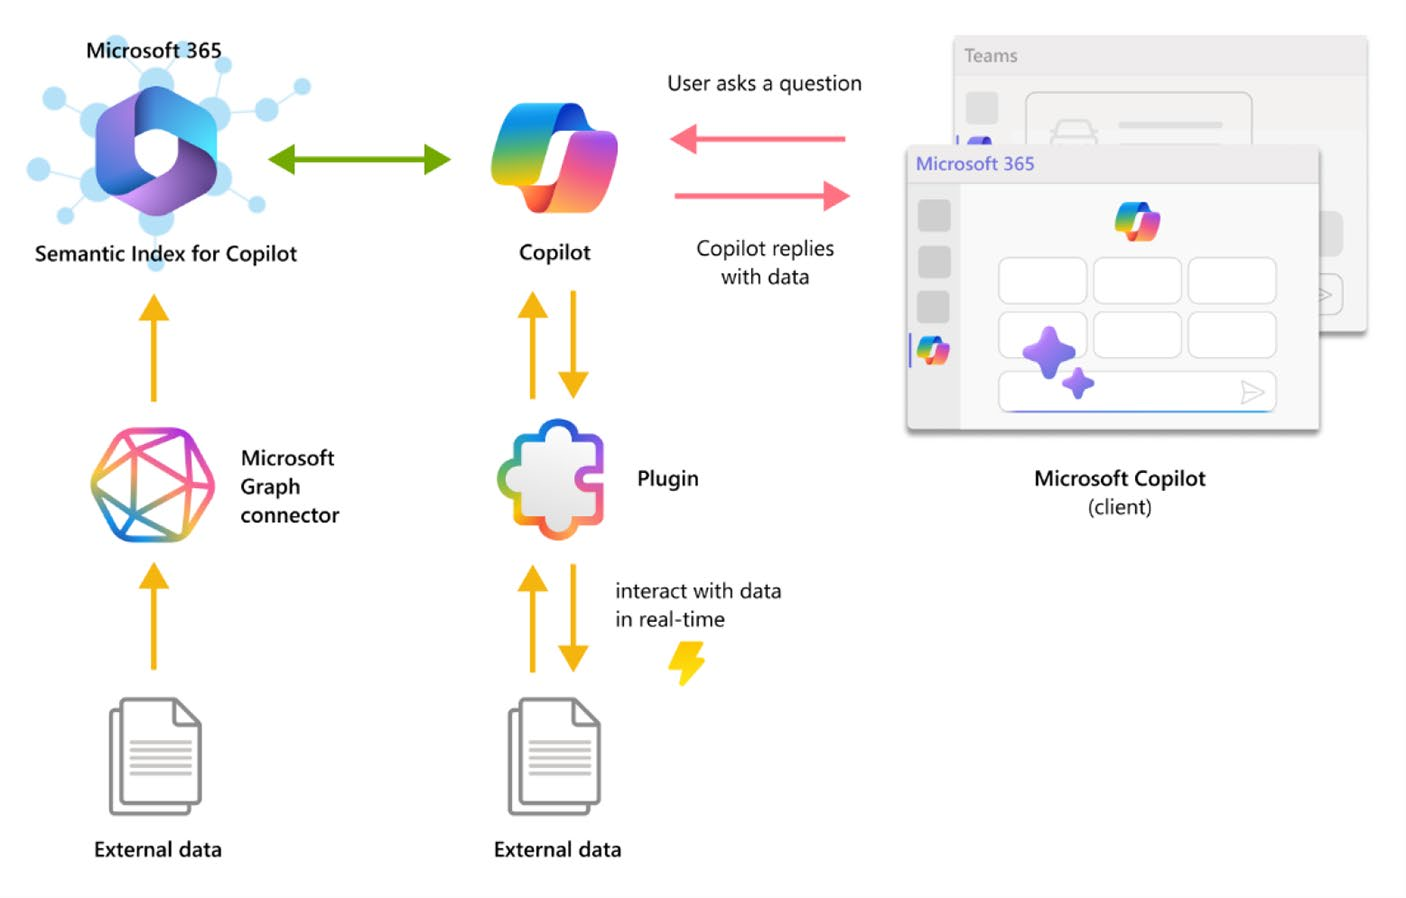 Microsoft 365
Semantic Index for Copilot
Copilot
User asks a question
Copilot replies
with data
Teams
Microsoft 365
Microsoft Copilot
(client)
Microsoft
Graph
connector
Plugin
interact with data
in real-time
External data
External data